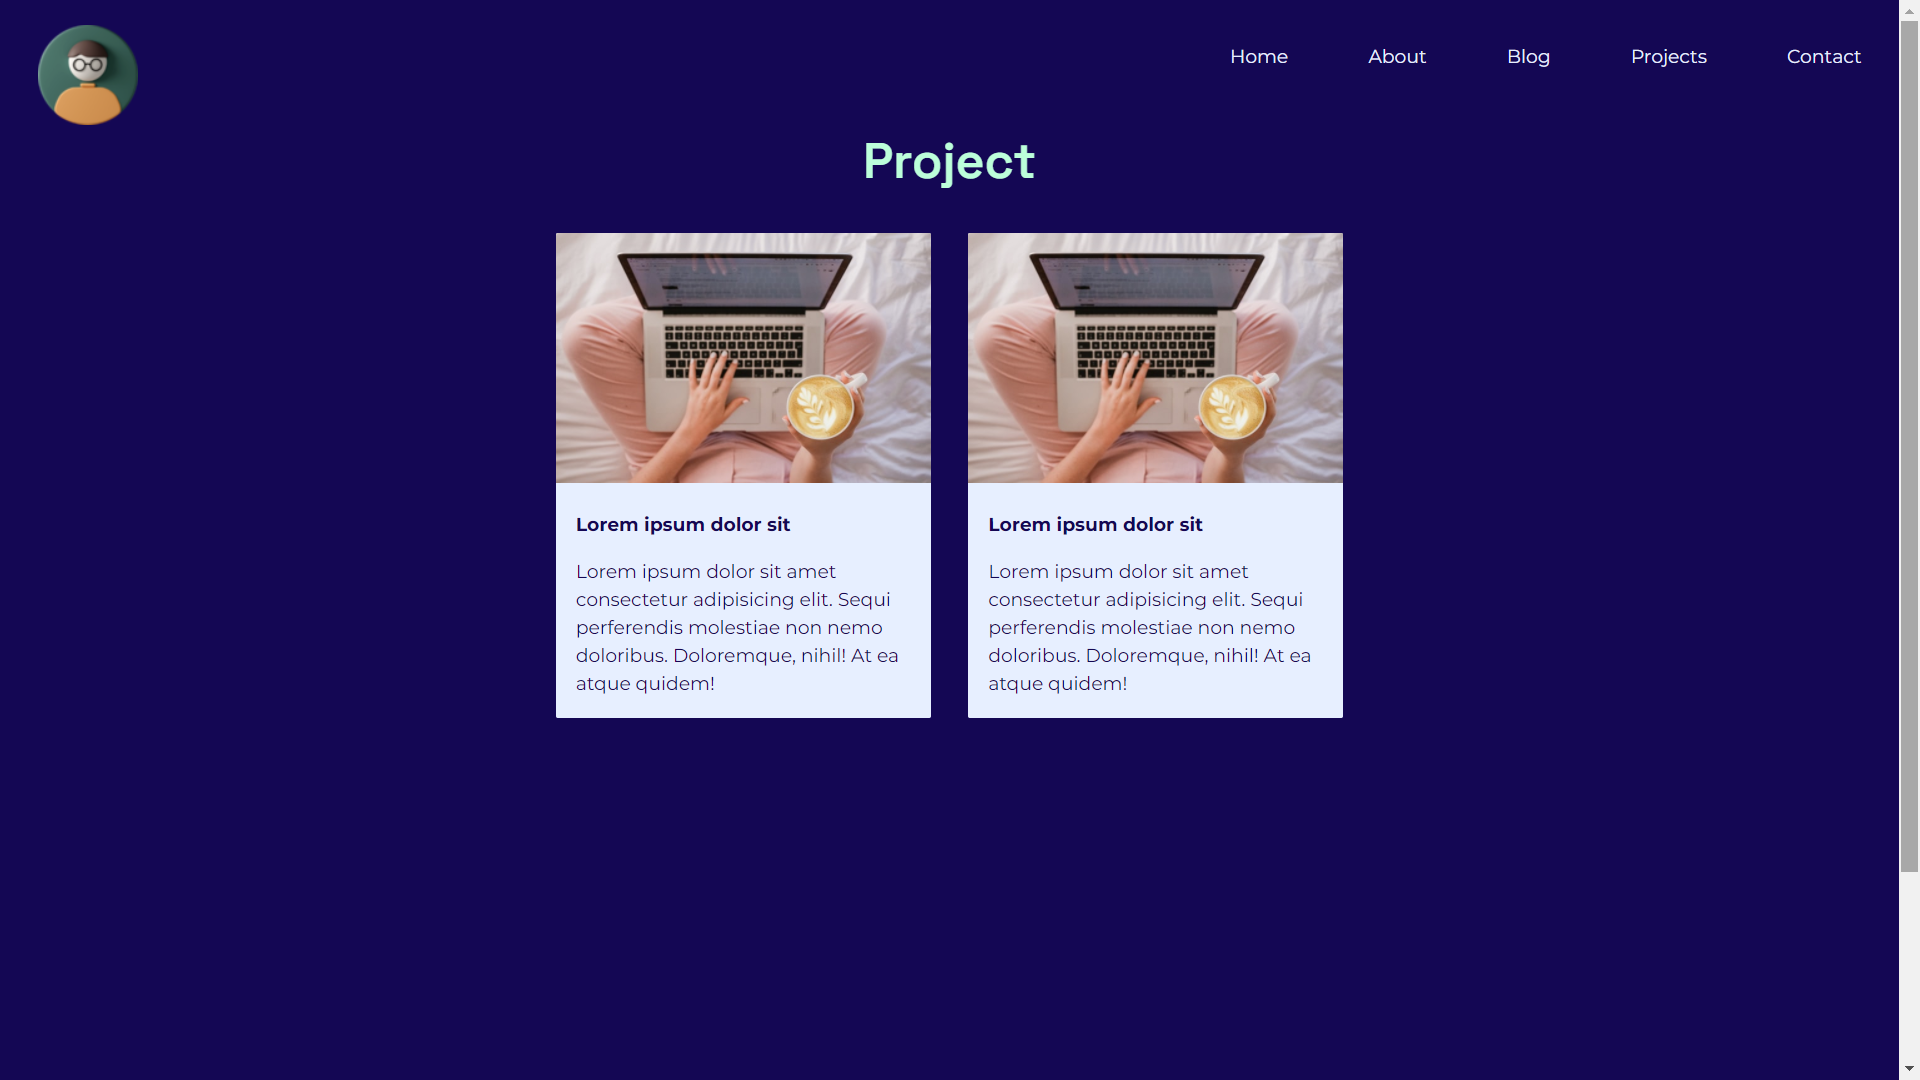 Home About Blog Projects Contact
Project
Lorem ipsum dolor sit
Lorem ipsum dolor sit amet
consectetur adipisicing elit. Sequi
perferendis molestiae non nemo
doloribus. Doloremque, nihil! At ea
atque quidem!
Lorem ipsum dolor sit
Lorem ipsum dolor sit amet
consectetur adipisicing elit. Sequi
perferendis molestiae non nemo
doloribus. Doloremque, nihil! At ea
atque quidem!